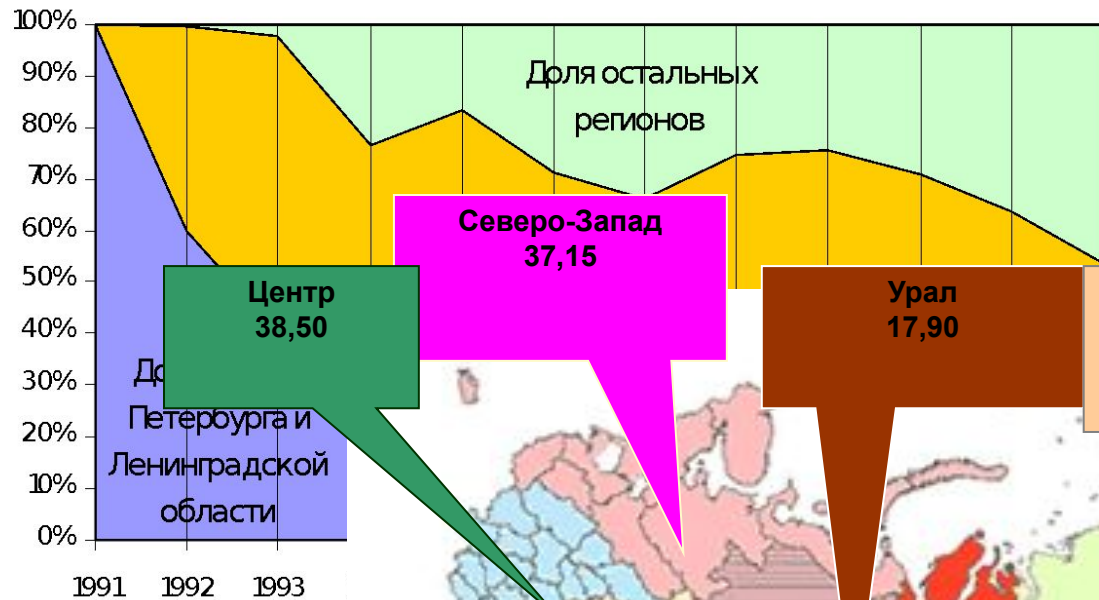 100%
90%
80%
70%
60%
50%
40%
30%
20%
10%
0%
1991 1992 1993
Доля остальных
регионов
Северо-Запад
37,15
Центр
38,50
Урал
17,90
Петербурга и
Ленинградской
области